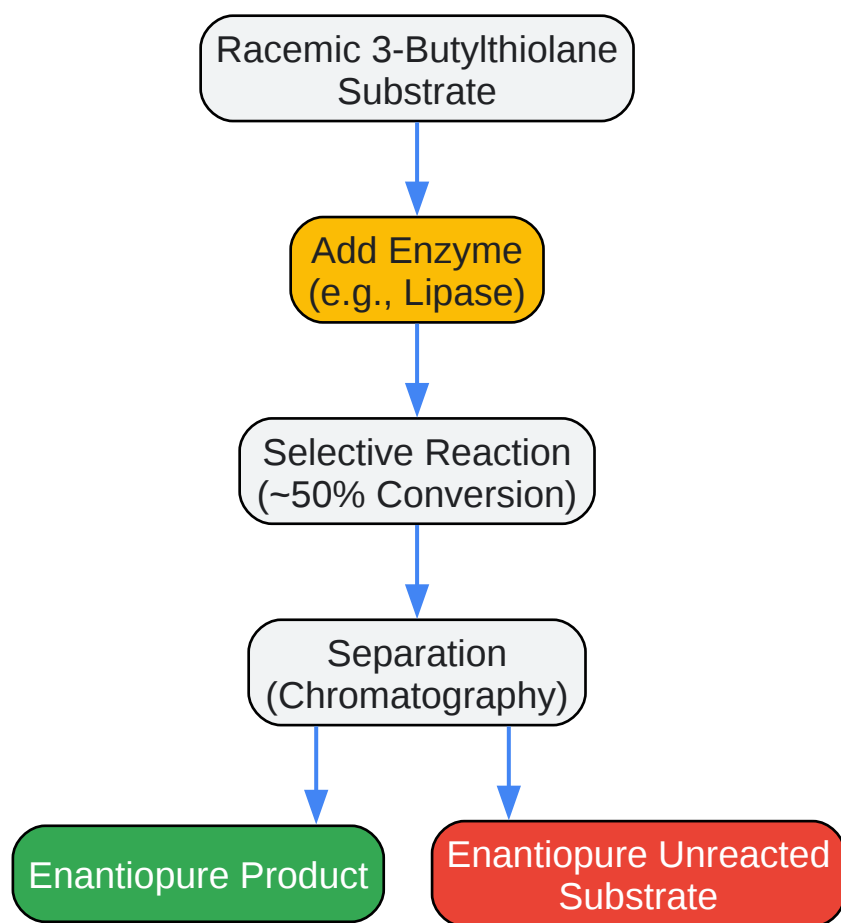 Racemic 3-Butylthiolane
Substrate
Add Enzyme
(e.g., Lipase)
Selective Reaction
(~50% Conversion)
Separation
(Chromatography)
Enantiopure Product
Enantiopure Unreacted
Substrate